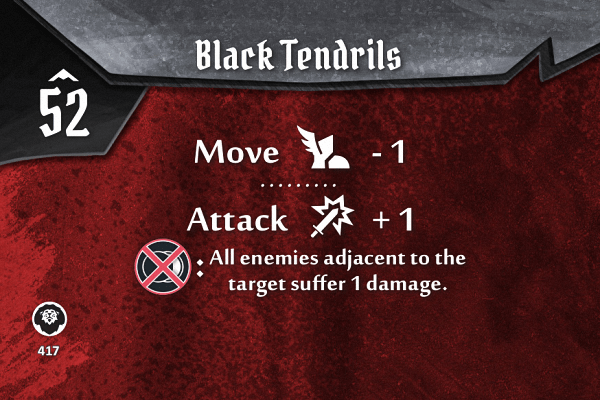 Black Tendrils
52
Move - 1
Attack + 1
: All enemies adjacent to the
target suffer 1 damage.
417